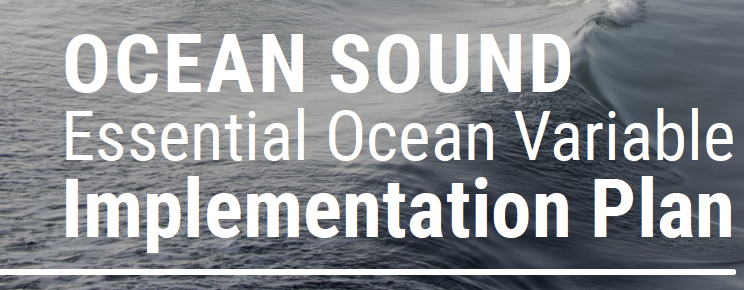 OCEAN SOUND
Essential Ocean Variable
Implementation Plan